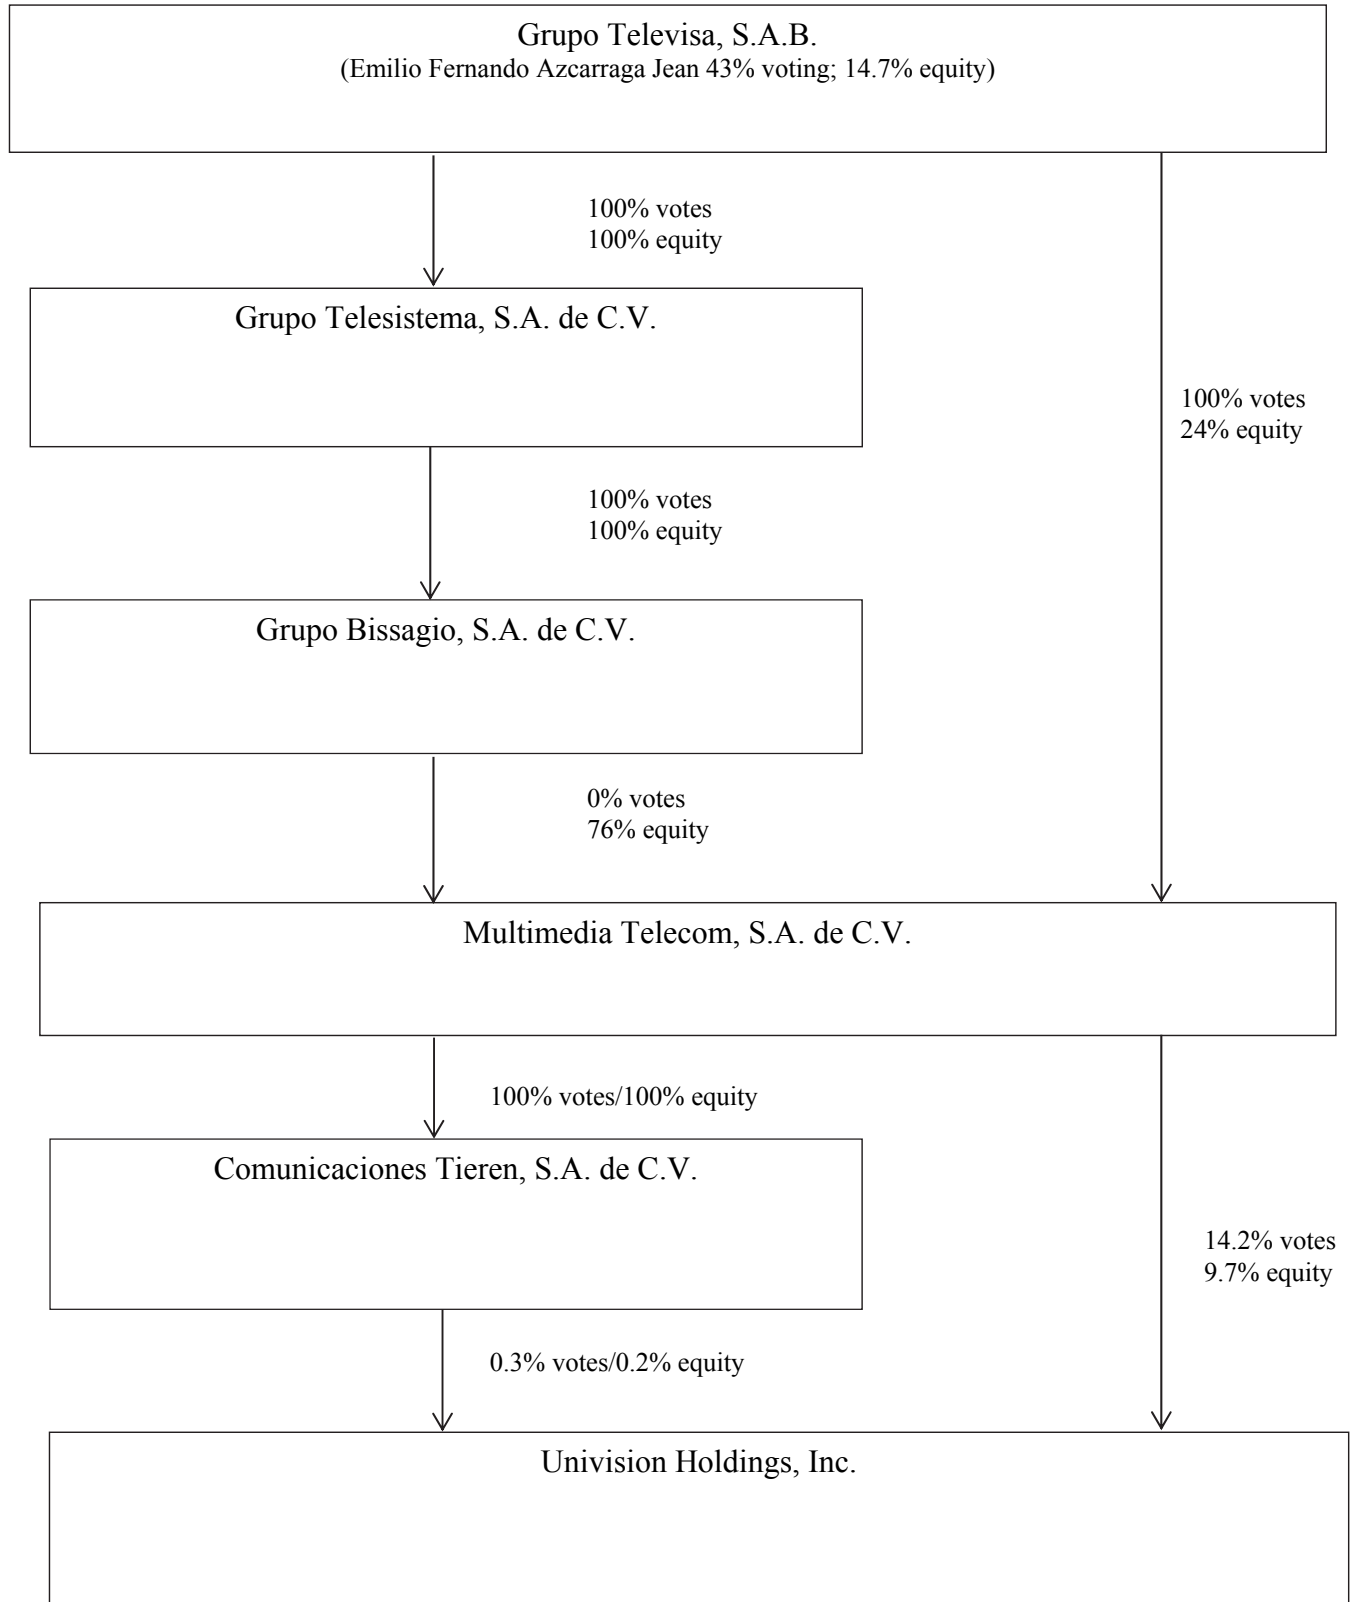 Grupo Televisa, S.A.B.
(Emilio Fernando Azcarraga Jean 43% voting; 14.7% equity)
100% votes
100% equity
Grupo Telesistema, S.A. de C.V.
100% votes
24% equity
100% votes
100% equity
Grupo Bissagio, S.A. de C.V.
0% votes
76% equity
Multimedia Telecom, S.A. de C.V.
100% votes/100% equity
Comunicaciones Tieren, S.A. de C.V.
14.2% votes
9.7% equity
0.3% votes/0.2% equity
Univision Holdings, Inc.